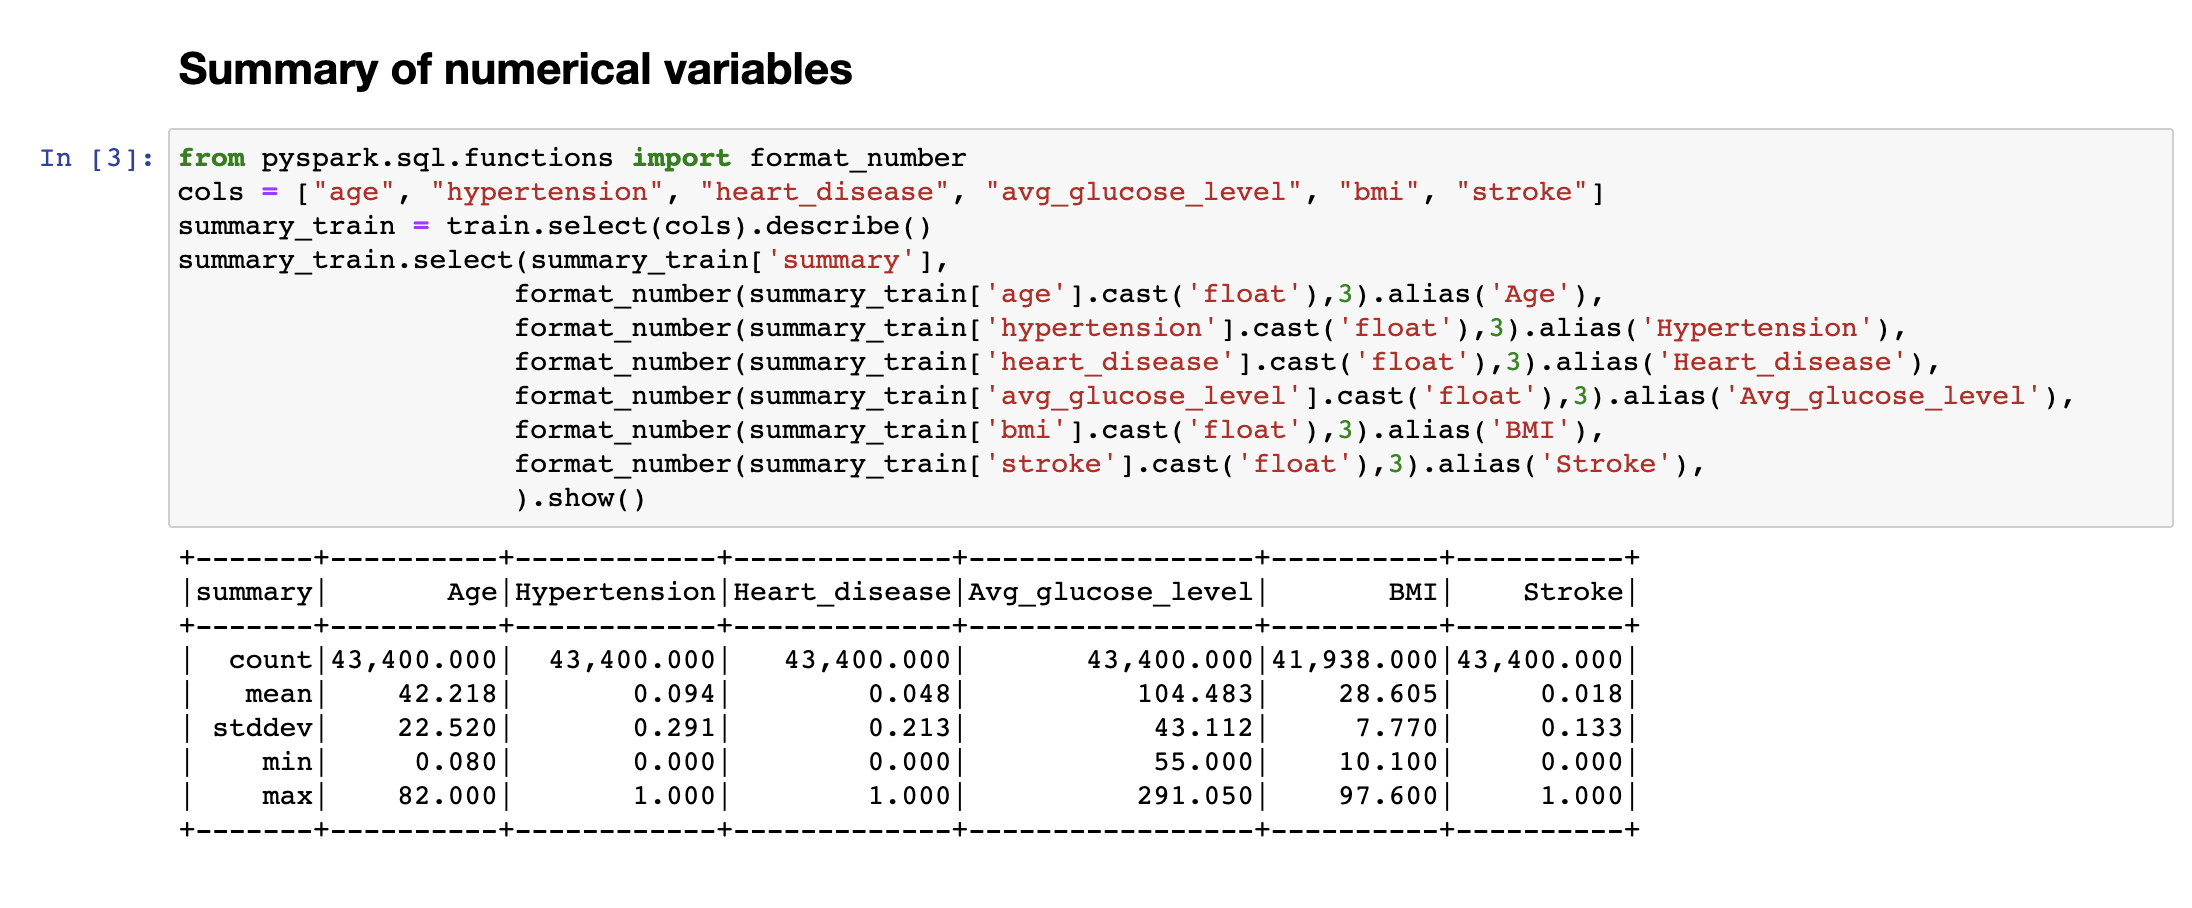 Summary of numerical variables
In [3]: from pyspark.sql.functions import format_number
cols = ["age", "hypertension", "heart_disease", "avg_glucose_level", "bmi", "stroke"]
summary_train = train.select(cols).describe()
summary_train.select(summary_train['summary'],
                    format_number(summary_train['age'].cast('float'),3).alias('Age'),
                    format_number(summary_train['hypertension'].cast('float'),3).alias('Hypertension'),
                    format_number(summary_train['heart_disease'].cast('float'),3).alias('Heart_disease'),
                    format_number(summary_train['avg_glucose_level'].cast('float'),3).alias('Avg_glucose_level'),
                    format_number(summary_train['bmi'].cast('float'),3).alias('BMI'),
                    format_number(summary_train['stroke'].cast('float'),3).alias('Stroke'),
                    ).show()
+-------+----------+------------+-------------+-----------------+----------+----------+
|summary|       Age|Hypertension|Heart_disease|Avg_glucose_level|       BMI|    Stroke|
+-------+----------+------------+-------------+-----------------+----------+----------+
|  count|43,400.000|  43,400.000|   43,400.000|       43,400.000|41,938.000|43,400.000|
|   mean|    42.218|       0.094|        0.048|          104.483|    28.605|     0.018|
| stddev|    22.520|       0.291|        0.213|           43.112|     7.770|     0.133|
|    min|     0.080|       0.000|        0.000|           55.000|    10.100|     0.000|
|    max|    82.000|       1.000|        1.000|          291.050|    97.600|     1.000|
+-------+----------+------------+-------------+-----------------+----------+----------+